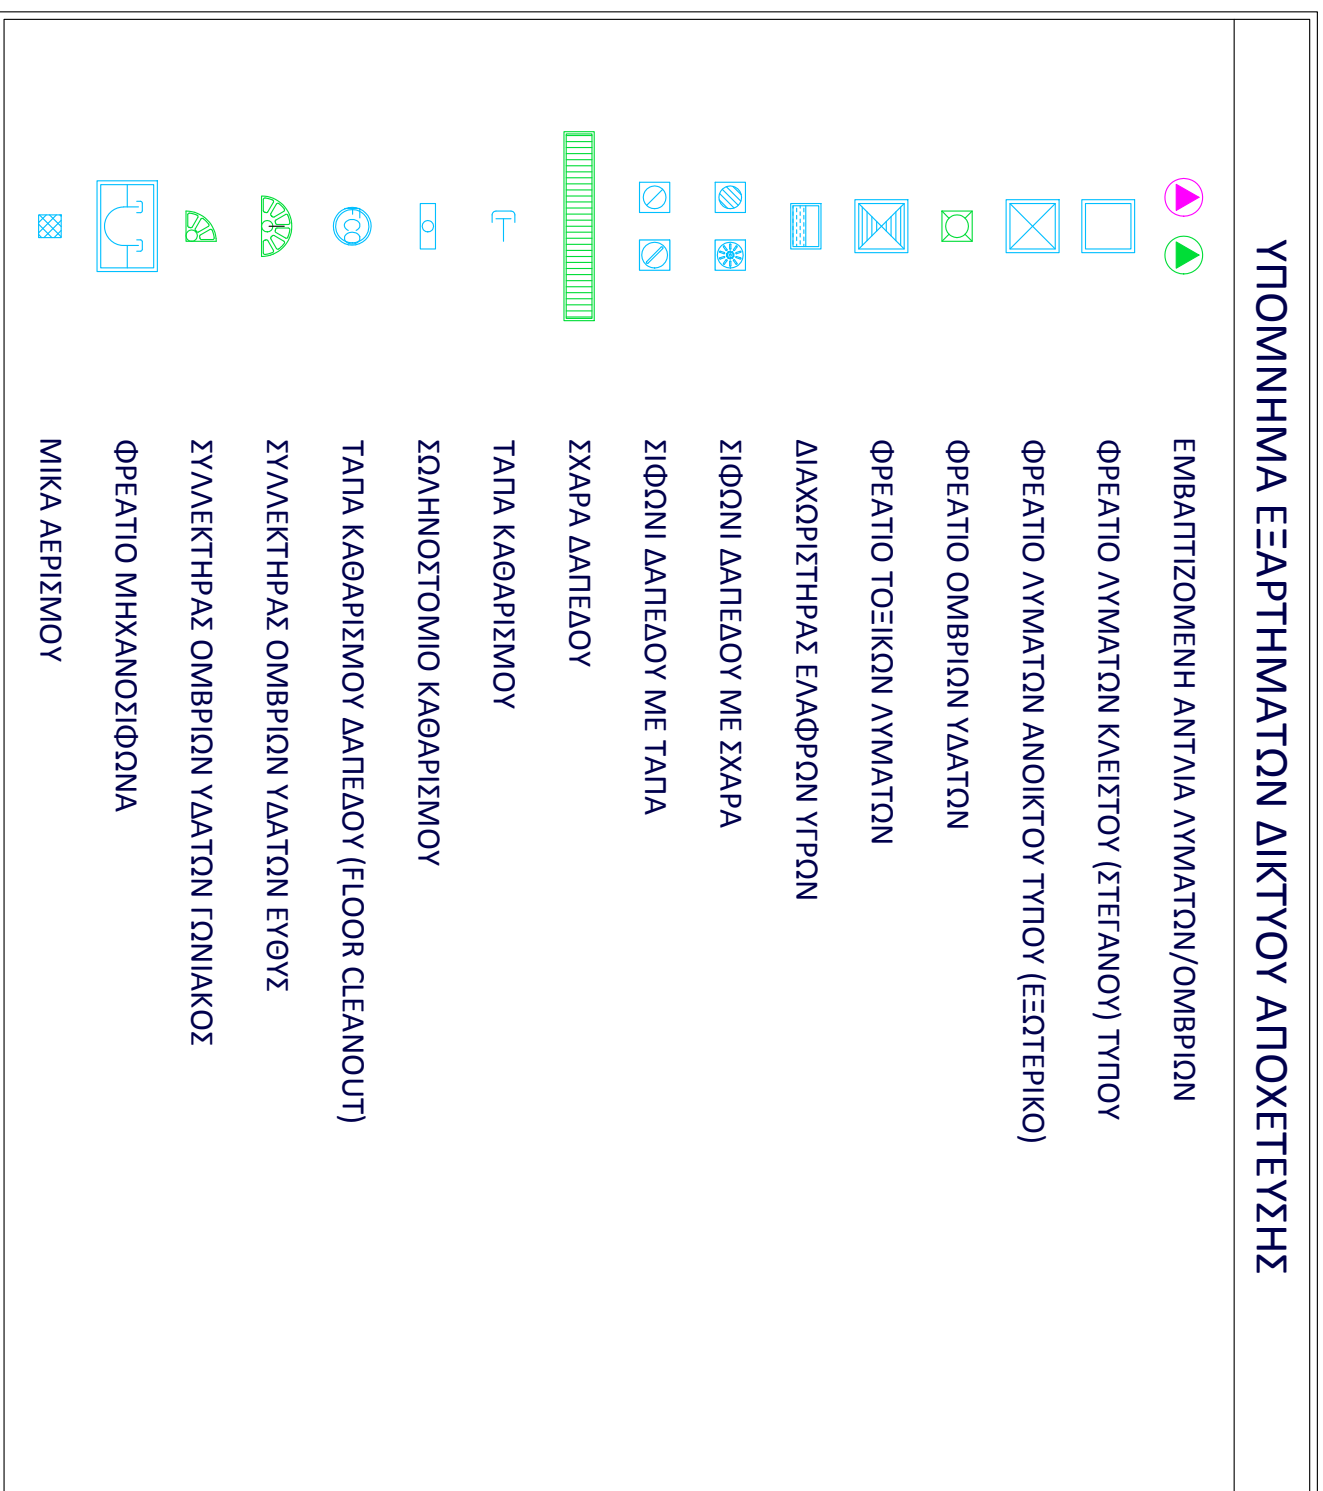 ΥΠΟΜΝΗΜΑ ΕΞΑΡΤΗΜΑΤΩΝ ΔΙΚΤΥΟΥ ΑΠΟΧΕΤΕΥΣΗΣ
ΕΜΒΑΠΤΙΖΟΜΕΝΗ ΑΝΤΛΙΑ ΛΥΜΑΤΩΝ/ΟΜΒΡΙΩΝ
ΦΡΕΑΤΙΟ ΛΥΜΑΤΩΝ ΚΛΕΙΣΤΟΥ (ΣΤΕΓΑΝΟΥ) ΤΥΠΟΥ
ΦΡΕΑΤΙΟ ΛΥΜΑΤΩΝ ΑΝΟΙΚΤΟΥ ΤΥΠΟΥ (ΕΞΩΤΕΡΙΚΟ)
ΦΡΕΑΤΙΟ ΟΜΒΡΙΩΝ ΥΔΑΤΩΝ
ΦΡΕΑΤΙΟ ΤΟΞΙΚΩΝ ΛΥΜΑΤΩΝ
ΔΙΑΧΩΡΙΣΤΗΡΑΣ ΕΛΑΦΡΩΝ ΥΓΡΩΝ
ΣΙΦΩΝΙ ΔΑΠΕΔΟΥ ΜΕ ΣΧΑΡΑ
ΣΙΦΩΝΙ ΔΑΠΕΔΟΥ ΜΕ ΤΑΠΑ
ΣΧΑΡΑ ΔΑΠΕΔΟΥ
ΤΑΠΑ ΚΑΘΑΡΙΣΜΟΥ
ΣΩΛΗΝΟΣΤΟΜΙΟ ΚΑΘΑΡΙΣΜΟΥ
CO ΤΑΠΑ ΚΑΘΑΡΙΣΜΟΥ ΔΑΠΕΔΟΥ (FLOOR CLEANOUT)
ΣΥΛΛΕΚΤΗΡΑΣ ΟΜΒΡΙΩΝ ΥΔΑΤΩΝ ΕΥΘΥΣ
ΣΥΛΛΕΚΤΗΡΑΣ ΟΜΒΡΙΩΝ ΥΔΑΤΩΝ ΓΩΝΙΑΚΟΣ
ΦΡΕΑΤΙΟ ΜΗΧΑΝΟΣΙΦΩΝΑ
ΜΙΚΑ ΑΕΡΙΣΜΟΥ